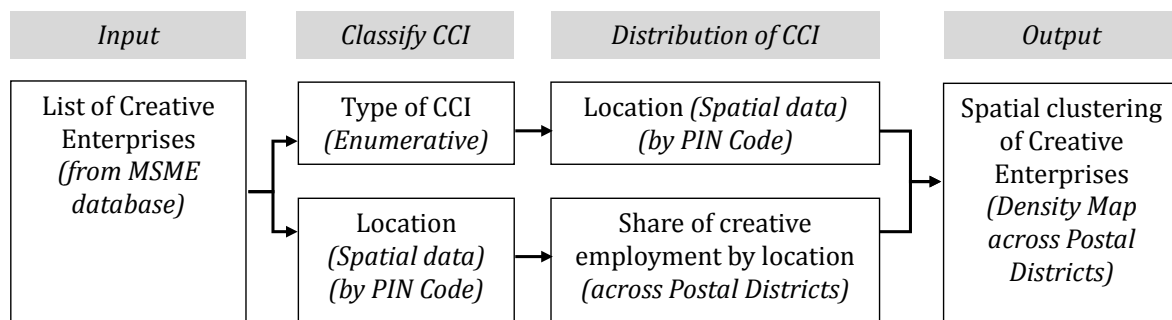 Input
Classify CCI
Distribution of CCI
Output
List of Creative
Enterprises
(from MSME
database)
Type of CCI
(Enumerative)
Location
(Spatial data)
(by PIN Code)
Location (Spatial data)
(by PIN Code)
Share of creative
employment by location
(across Postal Districts)
Spatial clustering
of Creative
Enterprises
(Density Map
across Postal
Districts)